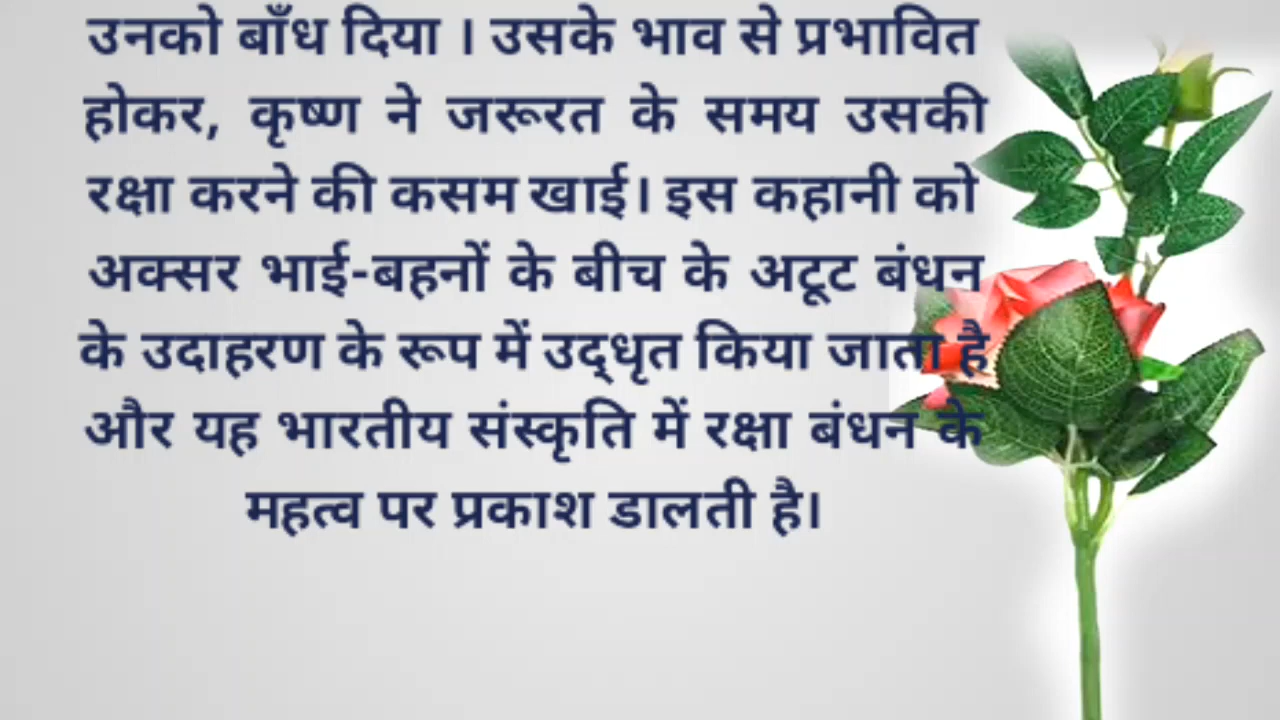 उनको बाँध दिया । उसके भाव से प्रभावित
होकर, कृष्ण ने जरूरत के समय उसकी
रक्षा करने की कसम खाई। इस कहानी को
अक्सर भाई-बहनों के बीच के अटूट बंधन
के उदाहरण के रूप में उद्धृत किया जाता है
और यह भारतीय संस्कृति में रक्षा बंधन के
महत्व पर प्रकाश डालती है।